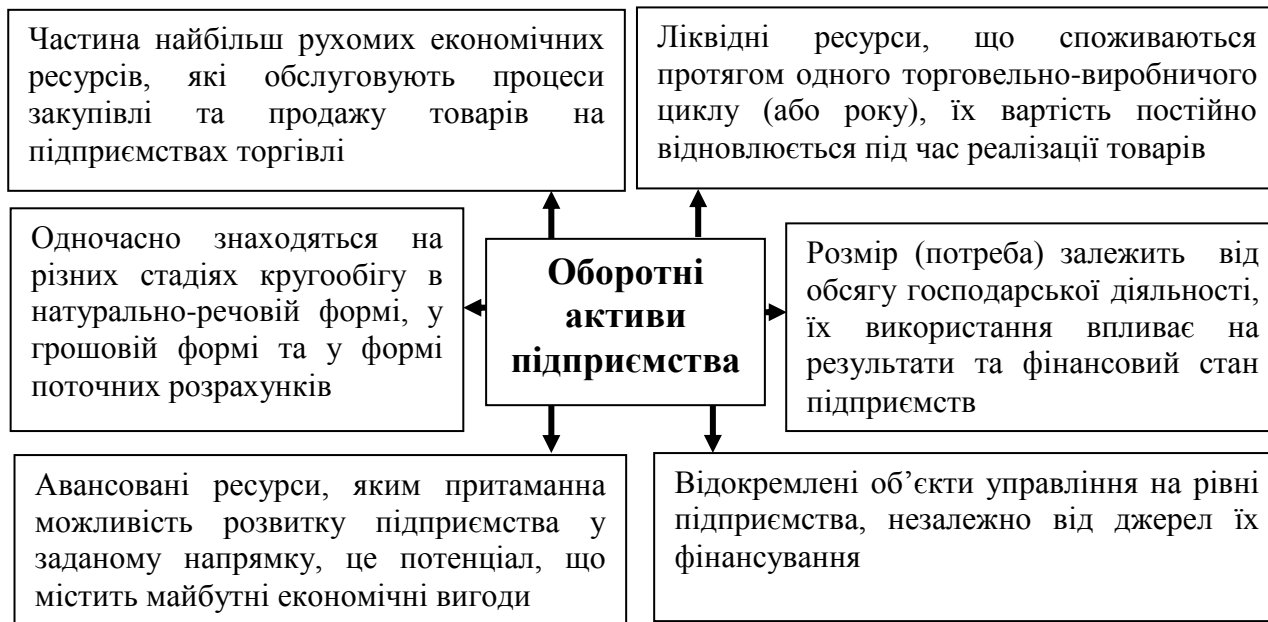 Частина найбільш рухомих економічних
ресурсів, які обслуговують процеси
закупівлі та продажу товарів на
підприємствах торгівлі
Ліквідні ресурси, що споживаються
протягом одного торговельно-виробничого
циклу (або року), їх вартість постійно
відновлюється під час реалізації товарів
Одночасно знаходяться на
різних стадіях кругообігу в
натурально-речовій формі, у
грошовій формі та у формі
поточних розрахунків
Оборотні
активи
підприємства
Розмір (потреба) залежить від
обсягу господарської діяльності,
їх використання впливає на
результати та фінансовий стан
підприємств
Авансовані ресурси, яким притаманна
можливість розвитку підприємства у
заданому напрямку, це потенціал, що
містить майбутні економічні вигоди
Відокремлені об’єкти управління на рівні
підприємства, незалежно від джерел їх
фінансування